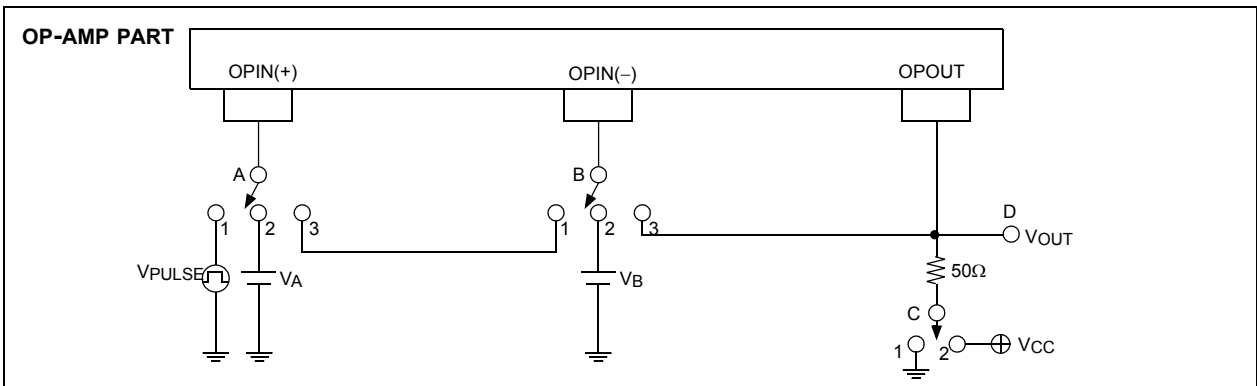 OP-AMP PART
OPIN(+) OPIN(−) OPOUT
A B
1 2 3 1 2 3 D
VOUT
VPULSE VA VB 50Ω
C
1 2 VCC